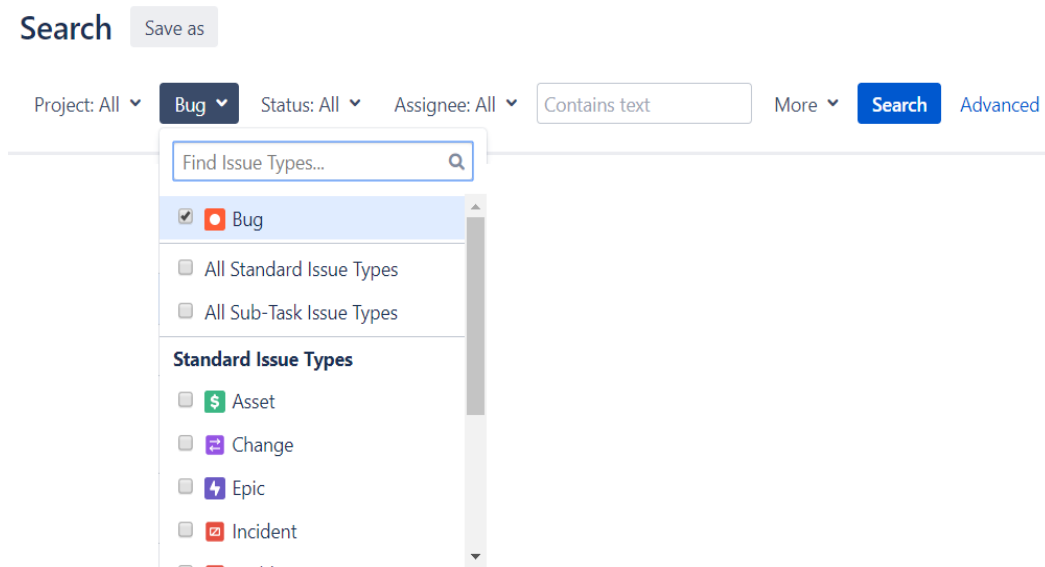 Search Save as
Project: All Bug Status: All Assignee: All Contains text More Search Advanced
Find Issue Types...
Bug
All Standard Issue Types
All Sub-Task Issue Types
Standard Issue Types
$ Asset
Change
Epic
Incident